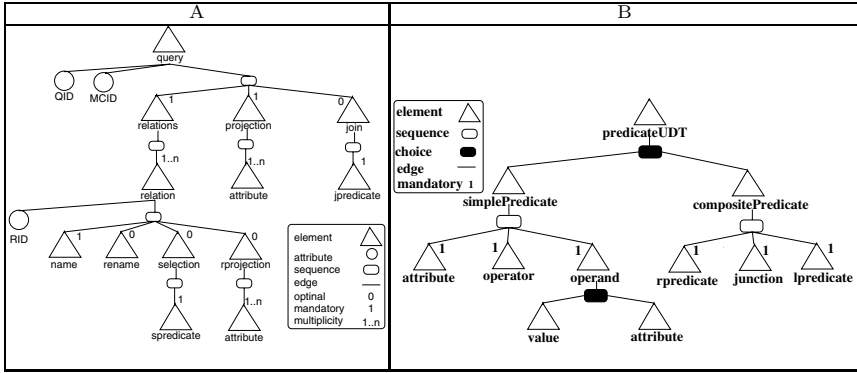 A B
query
QID MCID
1 1 0
relations projection join
1..n 1..n 1
relation attribute jpredicate
RID
1 0 0 0
name rename selection rprojection
1 1..n
spredicate attribute
element
attribute
sequence
edge
optinal 0
mandatory 1
multiplicity 1..n
element
sequence
choice
edge
mandatory 1
predicateUDT
simplePredicate compositePredicate
1 1 1 1 1 1
attribute operator operand rpredicate junction lpredicate
value attribute